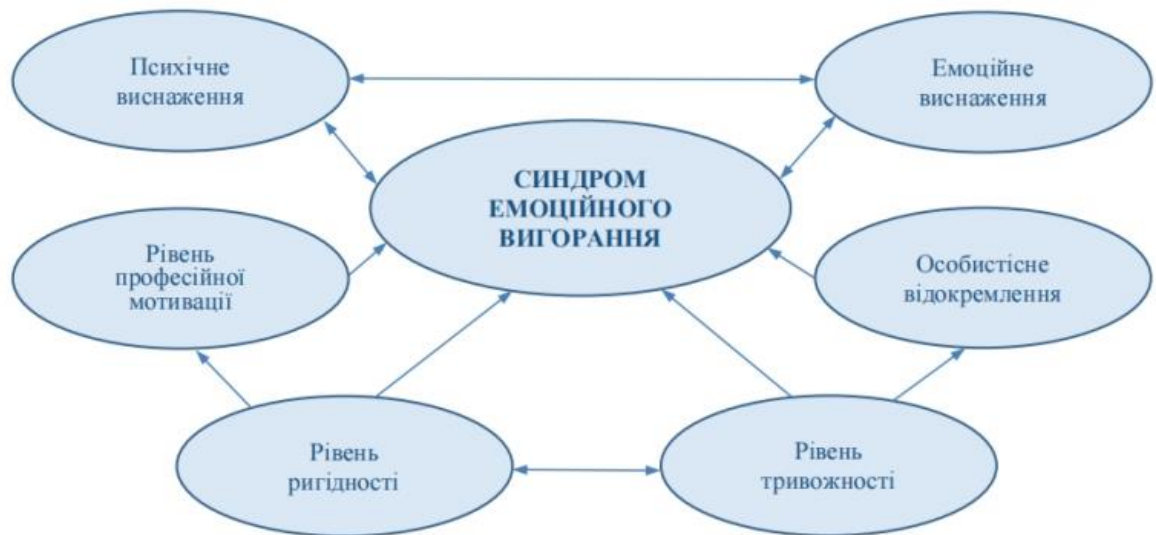 Психічне
виснаження
Емоційне
виснаження
СИНДРОМ
ЕМОЦІЙНОГО
ВИГОРАННЯ
Рівень
професійної
мотивації
Особистісне
відокремлення
Рівень
ригідності
Рівень
тривожності